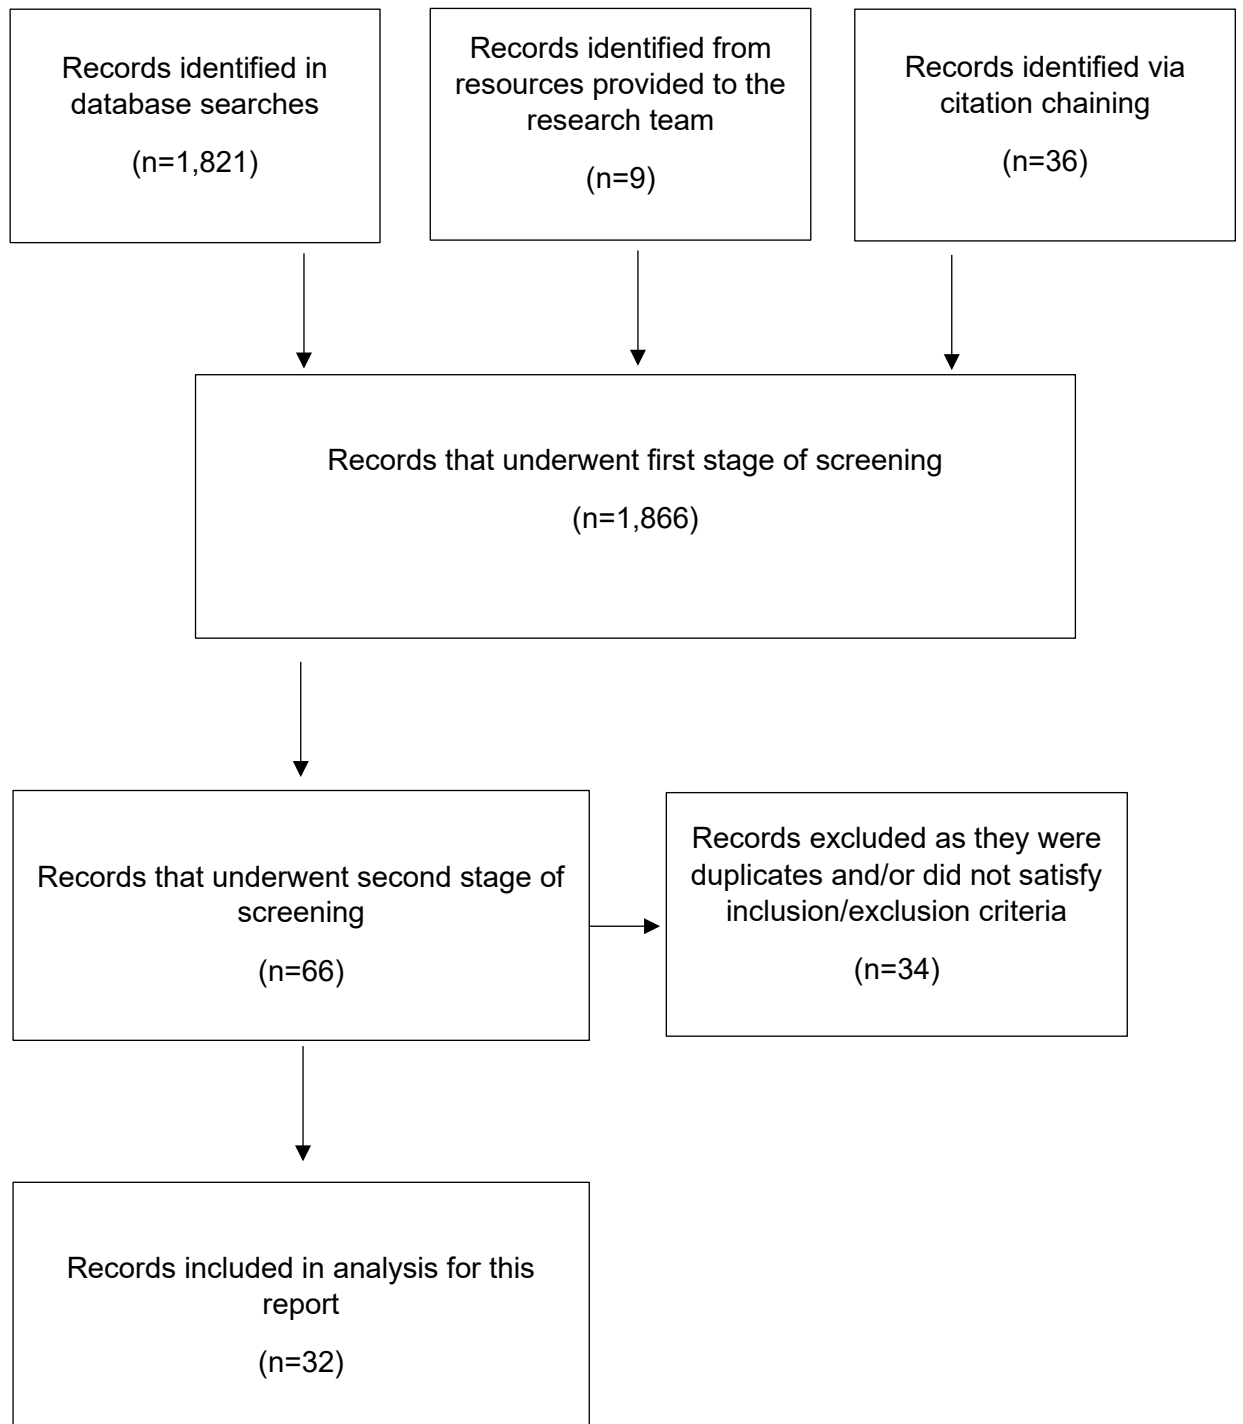 Records identified in
database searches
(n=1,821)
Records identified from
resources provided to the
research team
(n=9)
Records identified via
citation chaining
(n=36)
Records that underwent first stage of screening
(n=1,866)
Records that underwent second stage of
screening
(n=66)
Records excluded as they were
duplicates and/or did not satisfy
inclusion/exclusion criteria
(n=34)
Records included in analysis for this
report
(n=32)